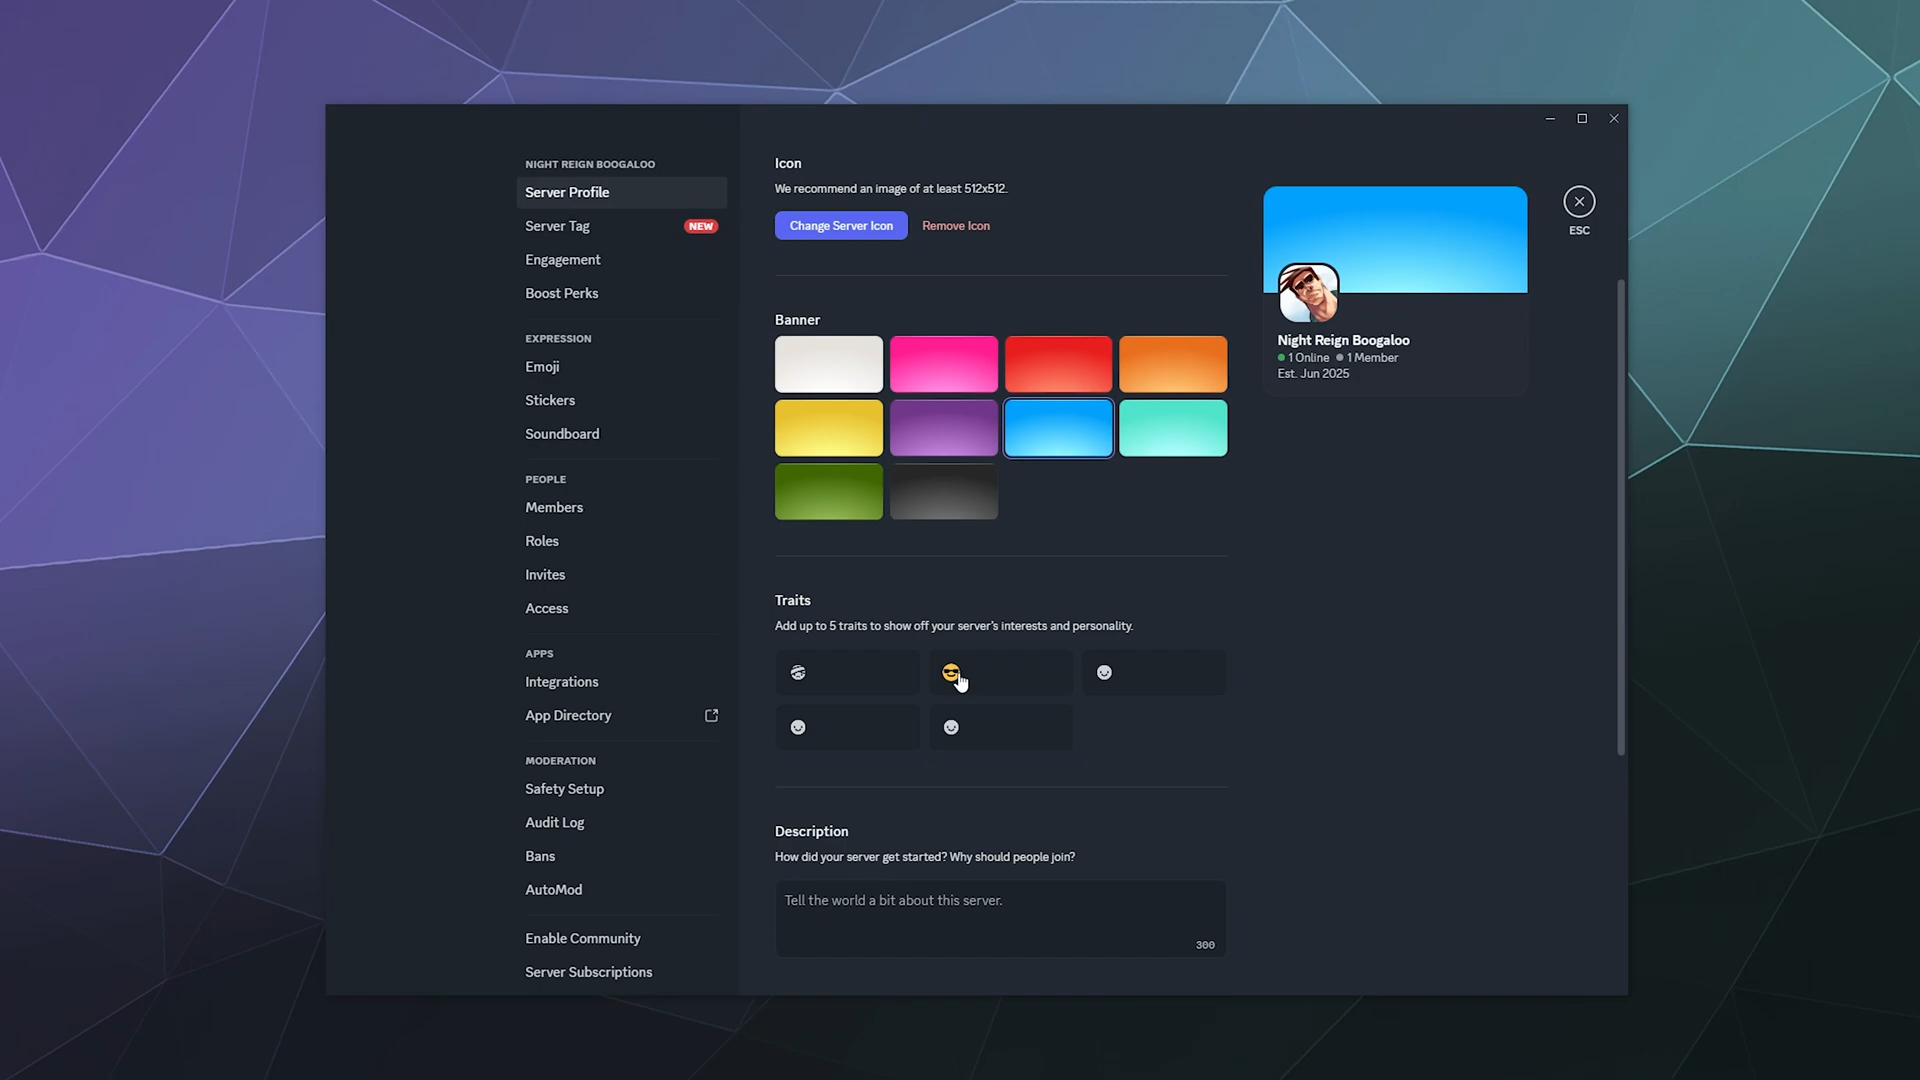 NIGHT REIGN BOOGALOO
Server Profile
Server Tag NEW
Engagement
Boost Perks
EXPRESSION
Emoji
Stickers
Soundboard
PEOPLE
Members
Roles
Invites
Access
APPS
Integrations
App Directory
MODERATION
Safety Setup
Audit Log
Bans
AutoMod
Enable Community
Server Subscriptions
Icon
We recommend an image of at least 512x512.
Change Server Icon Remove Icon
Banner
Traits
Add up to 5 traits to show off your server's interests and personality.
Description
How did your server get started? Why should people join?
Tell the world a bit about this server.
300
Night Reign Boogaloo
1 Online 1 Member
Est. Jun 2025
ESC